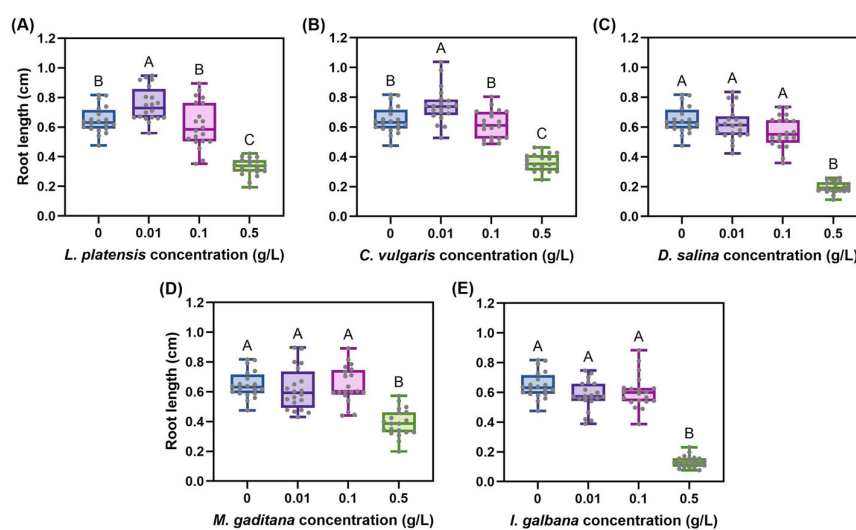 (A)
Root length (cm)
1.2
1.0
0.8
0.6
0.4
0.2
0.0
B
A
B
C
0 0.01 0.1 0.5
L. platensis concentration (g/L)
(B)
1.2
1.0
0.8
0.6
0.4
0.2
0.0
B
A
B
C
0 0.01 0.1 0.5
C. vulgaris concentration (g/L)
(C)
1.2
1.0
0.8
0.6
0.4
0.2
0.0
A
A
A
B
0 0.01 0.1 0.5
D. salina concentration (g/L)
(D)
Root length (cm)
1.2
1.0
0.8
0.6
0.4
0.2
0.0
A
A
A
B
0 0.01 0.1 0.5
M. gaditana concentration (g/L)
(E)
1.2
1.0
0.8
0.6
0.4
0.2
0.0
A
A
A
B
0 0.01 0.1 0.5
I. galbana concentration (g/L)